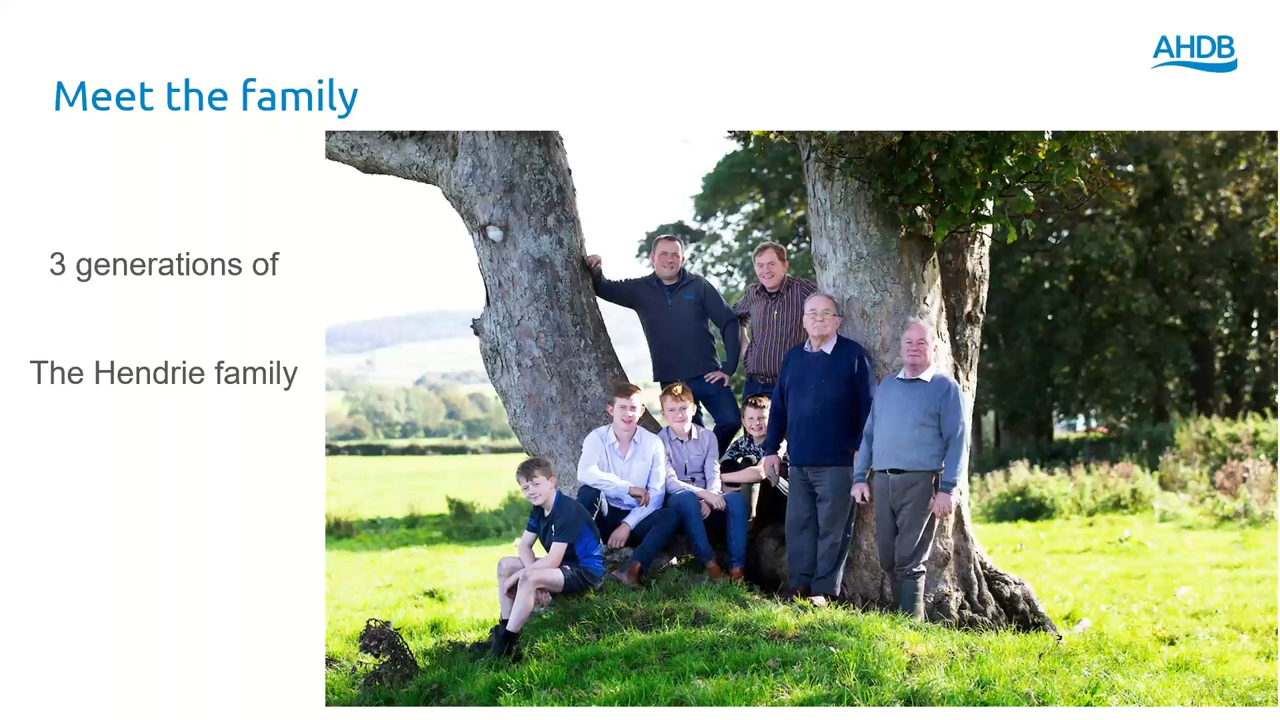 AHDB
Meet the family
3 generations of
The Hendrie family